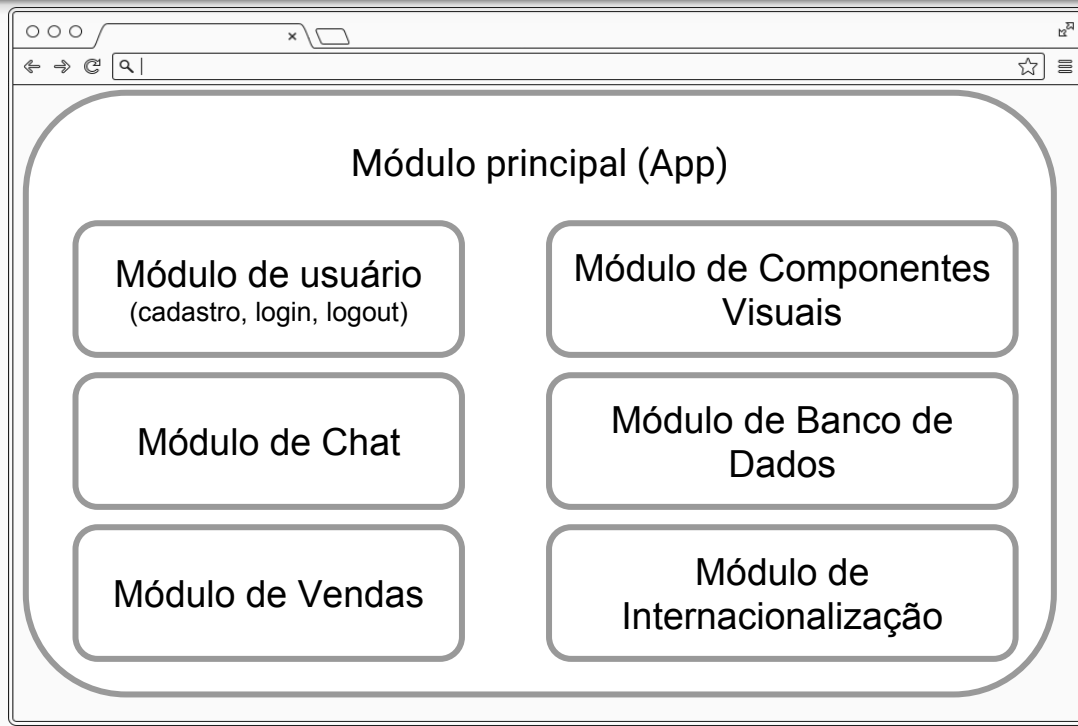 Módulo principal (App)
Módulo de usuário
(cadastro, login, logout)
Módulo de Componentes
Visuais
Módulo de Chat
Módulo de Banco de
Dados
Módulo de Vendas
Módulo de
Internacionalização